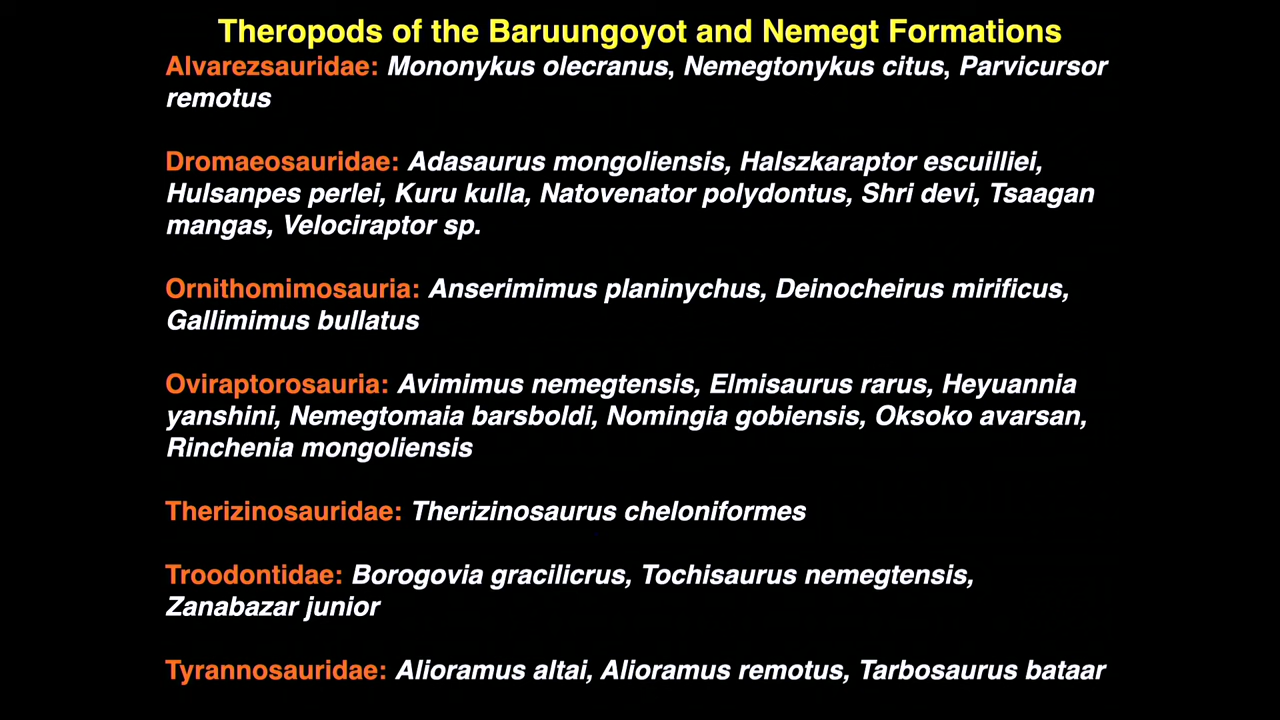 Theropods of the Baruungoyot and Nemegt Formations
Alvarezsauridae: Mononykus olecranus, Nemegtonykus citus, Parvicursor
remotus
Dromaeosauridae: Adasaurus mongoliensis, Halszkaraptor escuilliei,
Hulsanpes perlei, Kuru kulla, Natovenator polydontus, Shri devi, Tsaagan
mangas, Velociraptor sp.
Ornithomimosauria: Anserimimus planinychus, Deinocheirus mirificus,
Gallimimus bullatus
Oviraptorosauria: Avimimus nemegtensis, Elmisaurus rarus, Heyuannia
yanshini, Nemegtomaia barsboldi, Nomingia gobiensis, Oksoko avarsan,
Rinchenia mongoliensis
Therizinosauridae: Therizinosaurus cheloniformes
Troodontidae: Borogovia gracilicrus, Tochisaurus nemegtensis,
Zanabazar junior
Tyrannosauridae: Alioramus altai, Alioramus remotus, Tarbosaurus bataar